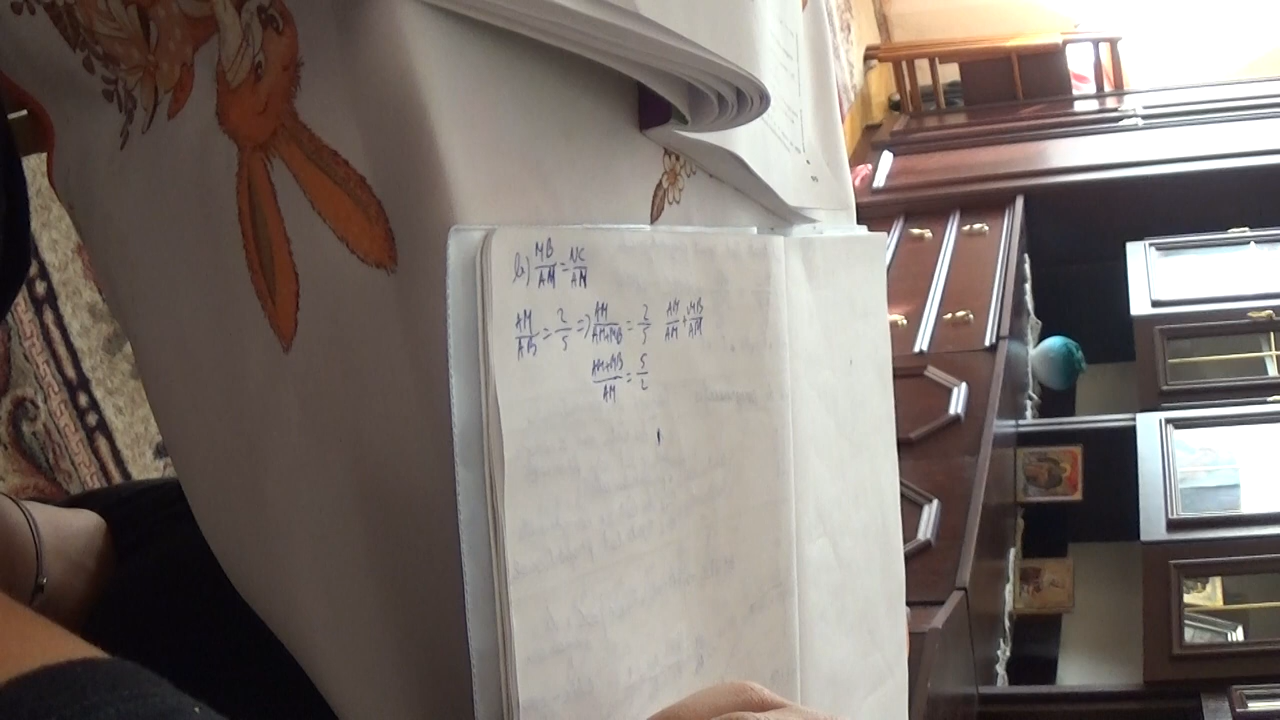 b) MB/AM = NC/AN
AM/AB = 2/5 => AM/AM+MB = 2/5 AM/AM + MB/AM
AM+MB/AM = 5/2